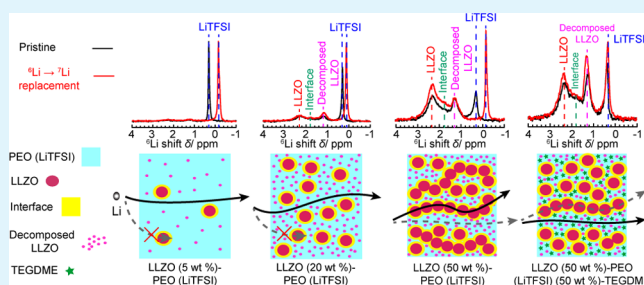 Pristine
⁶Li → ⁷Li
replacement
LiTFSI
4 3 2 1 0 -1
⁶Li shift δ/ ppm
LLZO
Interface
Decomposed
LLZO
LiTFSI
4 3 2 1 0 -1
⁶Li shift δ/ ppm
LLZO
Interface
Decomposed
LLZO
LiTFSI
4 3 2 1 0 -1
⁶Li shift δ/ ppm
Decomposed
LLZO
LLZO
Interface
LiTFSI
4 3 2 1 0 -1
⁶Li shift δ/ ppm
PEO (LiTFSI)
LLZO
Interface
Decomposed
LLZO
TEGDME
Li
LLZO (5 wt %)-
PEO (LiTFSI)
LLZO (20 wt %)-
PEO (LiTFSI)
LLZO (50 wt %)-
PEO (LiTFSI)
LLZO (50 wt %)-PEO
(LiTFSI) (50 wt %)-TEGDM